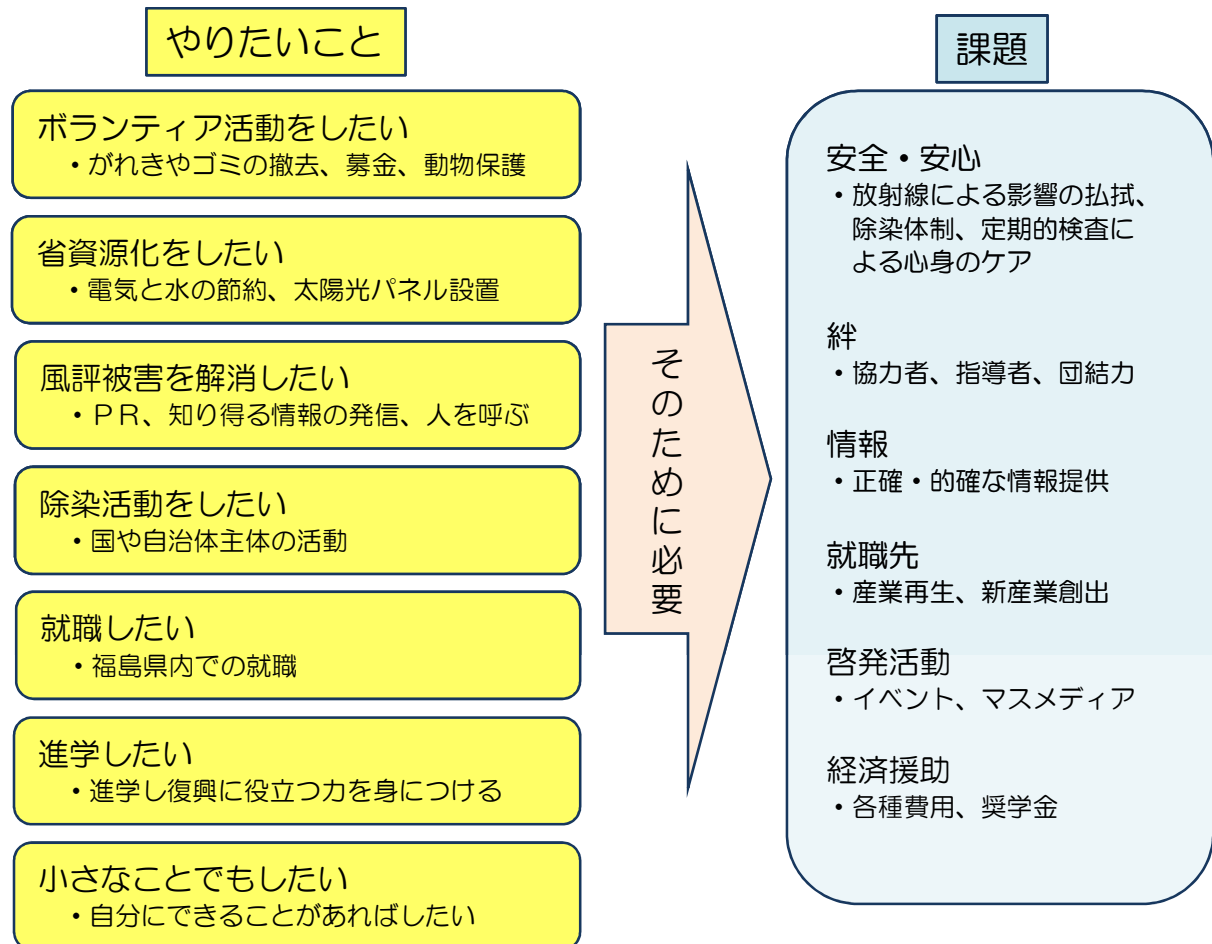 やりたいこと
ボランティア活動をしたい
・がれきやゴミの撤去、募金、動物保護
省資源化をしたい
・電気と水の節約、太陽光パネル設置
風評被害を解消したい
・ＰＲ、知り得る情報の発信、人を呼ぶ
除染活動をしたい
・国や自治体主体の活動
就職したい
・福島県内での就職
進学したい
・進学し復興に役立つ力を身につける
小さなことでもしたい
・自分にできることがあればしたい
そのために必要
課題
安全・安心
・放射線による影響の払拭、
除染体制、定期的検査に
よる心身のケア
絆
・協力者、指導者、団結力
情報
・正確・的確な情報提供
就職先
・産業再生、新産業創出
啓発活動
・イベント、マスメディア
経済援助
・各種費用、奨学金